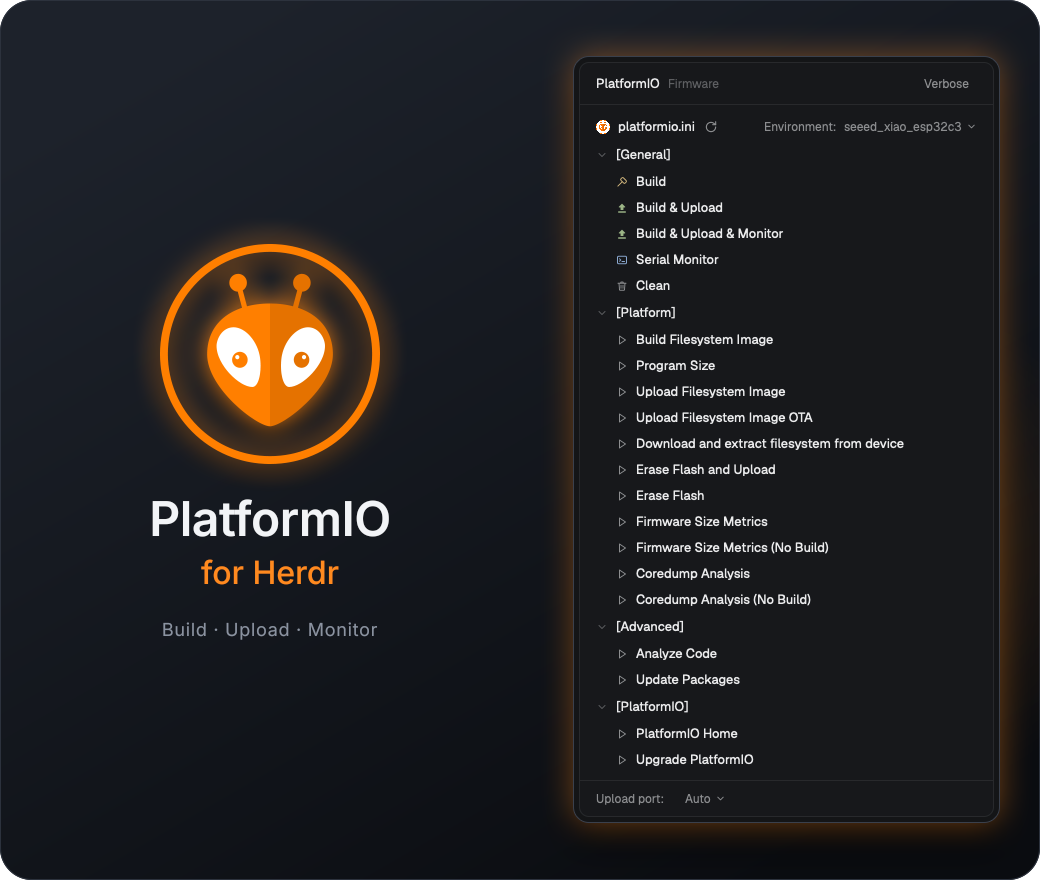 PlatformIO
for Herdr
Build · Upload · Monitor
PlatformIO Firmware Verbose
platformio.ini Environment: seeed_xiao_esp32c3
[General]
Build
Build & Upload
Build & Upload & Monitor
Serial Monitor
Clean
[Platform]
Build Filesystem Image
Program Size
Upload Filesystem Image
Upload Filesystem Image OTA
Download and extract filesystem from device
Erase Flash and Upload
Erase Flash
Firmware Size Metrics
Firmware Size Metrics (No Build)
Coredump Analysis
Coredump Analysis (No Build)
[Advanced]
Analyze Code
Update Packages
[PlatformIO]
PlatformIO Home
Upgrade PlatformIO
Upload port: Auto